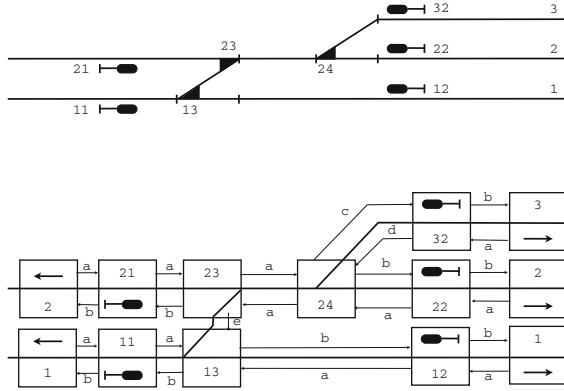 32 3
23
22 2
21 24
12 1
11 13
c b
3
d a
32
a 21 a 23 a b b 2
2 b b a 24 a 22 a
e
a 11 a b b 1
1 b b 13 a 12 a